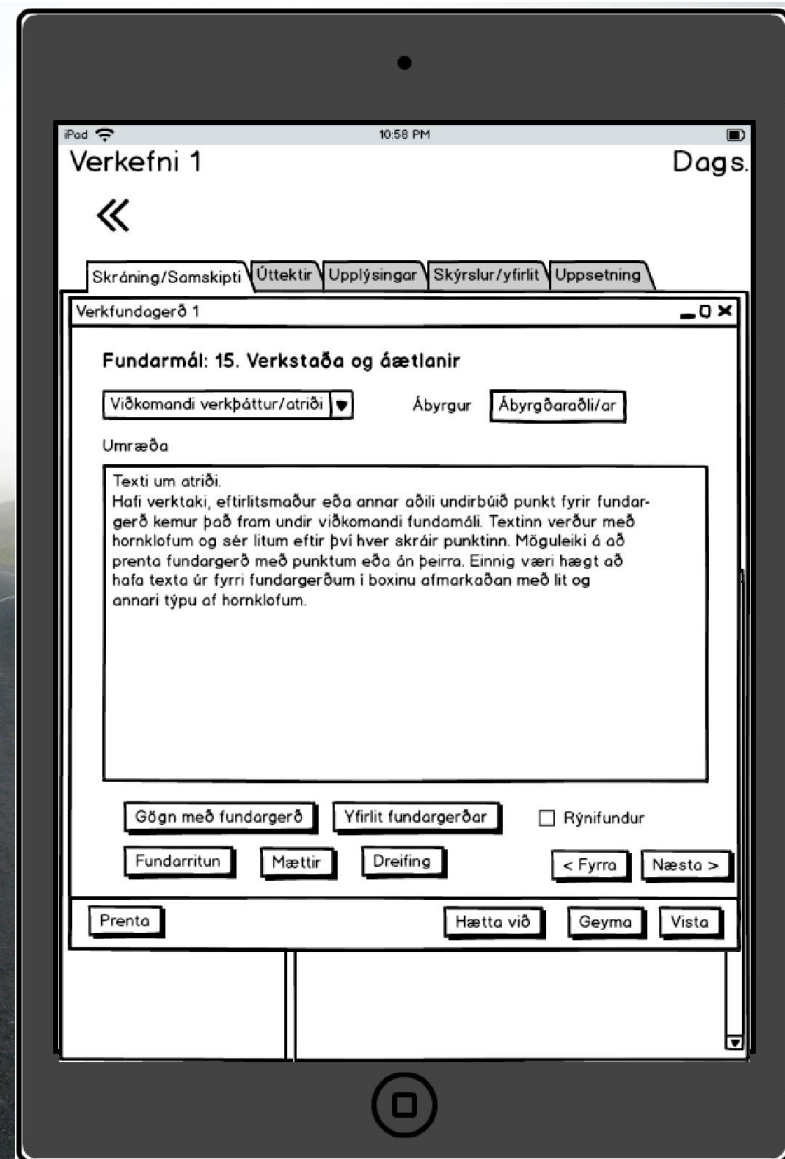 iPad 10:58 PM
Verkefni 1 Dags.
Skráning/Samskipti Úttektir Upplýsingar Skýrslur/yfirlit Uppsetning
Verkfundagerð 1
Fundarmál: 15. Verkstaða og áætlanir
Viðkomandi verkþáttur/atriði Ábyrgur Ábyrgðaraðli/ar
Umræða
Texti um atriði.
Hafi verktaki, eftirlitsmaður eða annar aðili undirbúið punkt fyrir fundar-
gerð kemur það fram undir viðkomandi fundamáli. Textinn verður með
hornklofum og sér litum eftir því hver skráir punktinn. Möguleiki á að
prenta fundargerð með punktum eða án þeirra. Einnig væri hægt að
hafa texta úr fyrri fundargerðum í boxinu afmarkaðan með lit og
annari týpu af hornklofum.
Gögn með fundargerð Yfirlit fundargerðar Rýnifundur
Fundarritun Mættir Dreifing < Fyrra Næsta >
Prenta Hætta við Geyma Vista